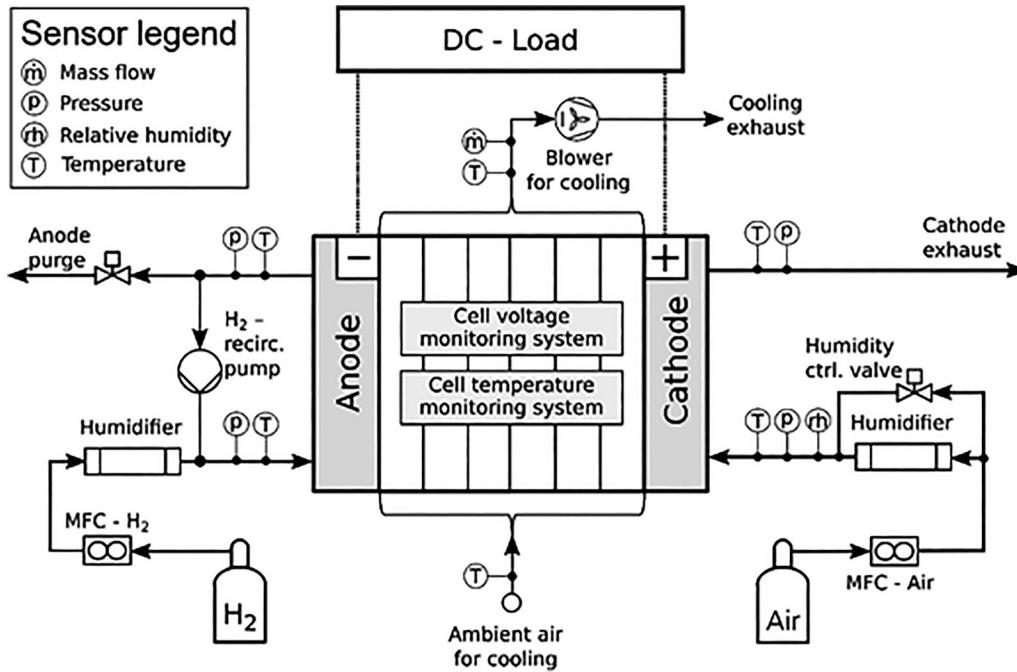 Sensor legend
ṁ Mass flow
p Pressure
rh Relative humidity
T Temperature
DC - Load
Cooling
exhaust
ṁ
T
Blower
for cooling
Anode
purge
p T
−
+
T p
Cathode
exhaust
H₂ –
recirc.
pump
Anode
Cell voltage
monitoring system
Cell temperature
monitoring system
Cathode
Humidity
ctrl. valve
Humidifier
p T
T p rh
Humidifier
MFC - H₂
H₂
T
Ambient air
for cooling
Air
MFC - Air